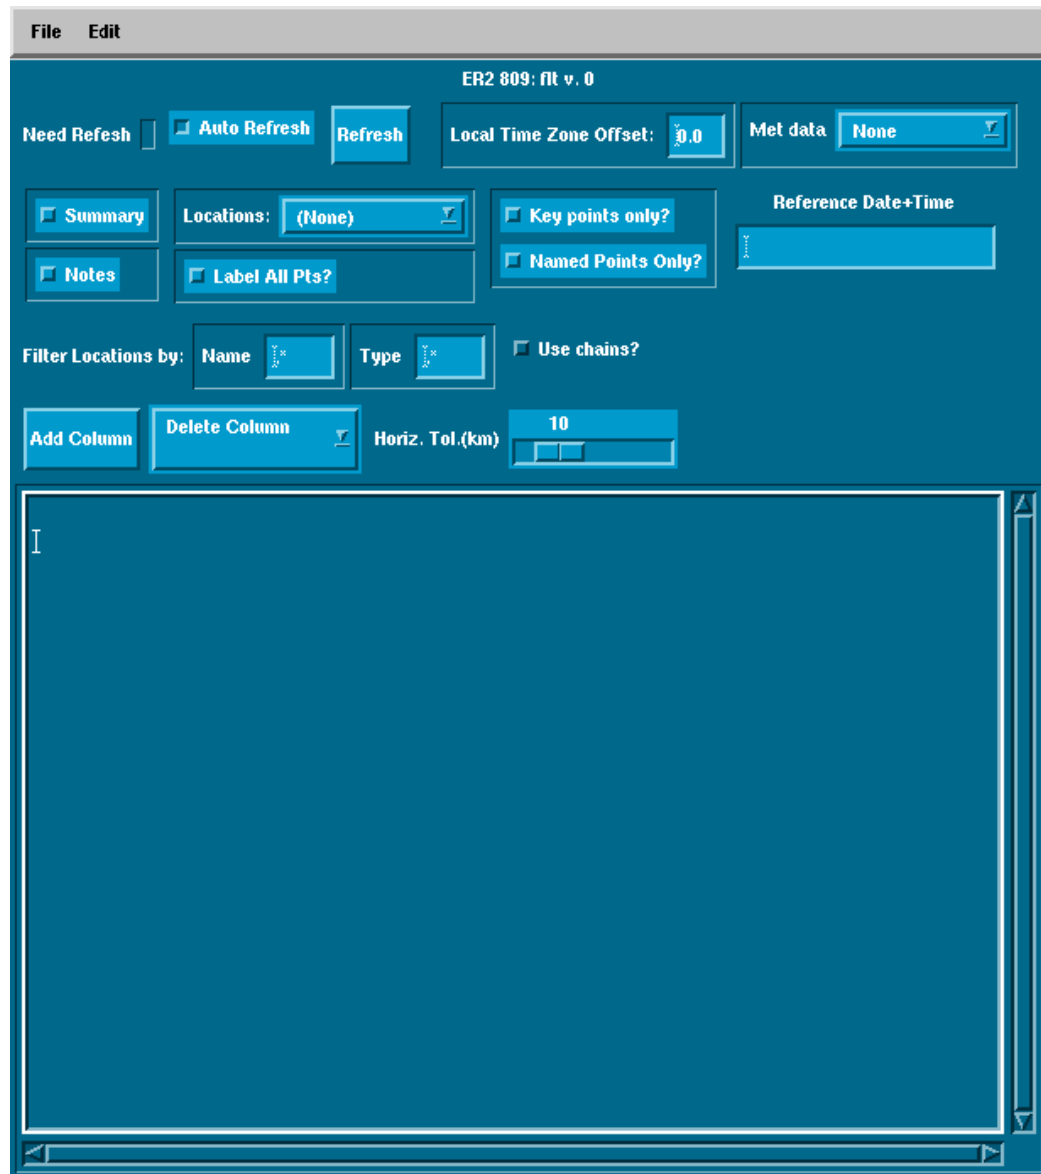 File Edit
ER2 809: flt v. 0
Need Refesh Auto Refresh Refresh Local Time Zone Offset: 0.0 Met data None
Summary Locations: (None) Key points only? Reference Date+Time
Notes Label All Pts? Named Points Only?
Filter Locations by: Name .* Type .* Use chains?
Add Column Delete Column Horiz. Tol.(km) 10